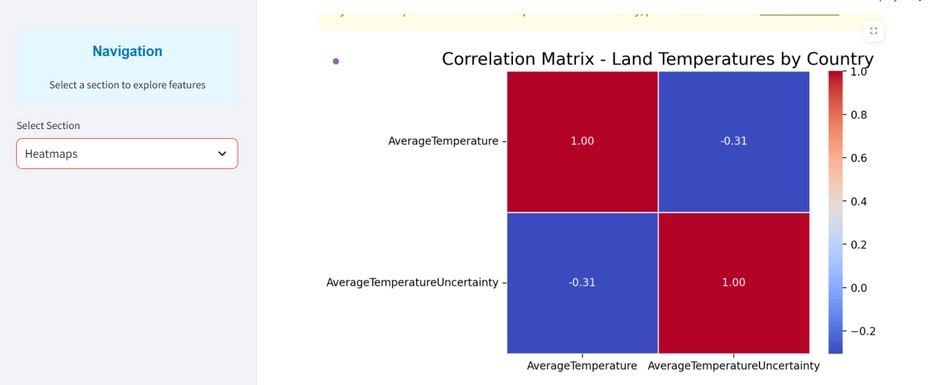 Navigation
Select a section to explore features
Select Section
Heatmaps
Correlation Matrix - Land Temperatures by Country
AverageTemperature
1.00
-0.31
AverageTemperatureUncertainty
-0.31
1.00
AverageTemperature
AverageTemperatureUncertainty
1.0
0.8
0.6
0.4
0.2
0.0
−0.2